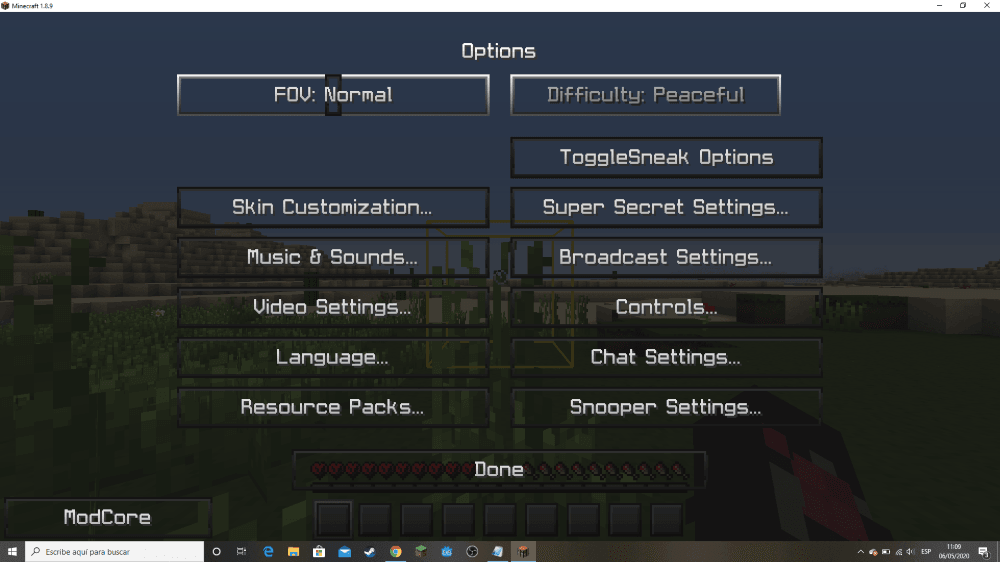 Minecraft 1.8.9
Options
FOV: Normal
Difficulty: Peaceful
ToggleSneak Options
Skin Customization...
Super Secret Settings...
Music & Sounds...
Broadcast Settings...
Video Settings...
Controls...
Language...
Chat Settings...
Resource Packs...
Snooper Settings...
Done
ModCore
Escribe aquí para buscar
ESP
11:09
06/05/2020